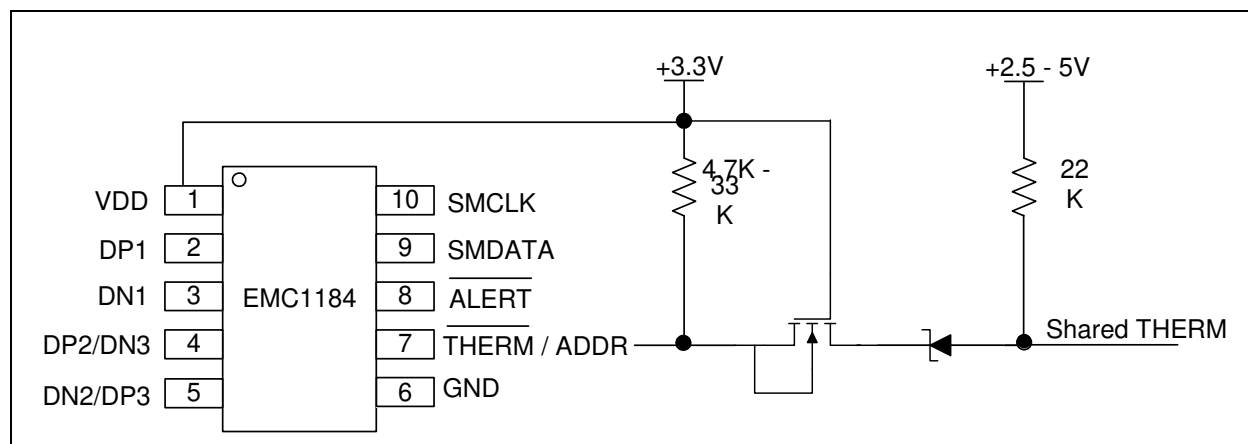 +3.3V
+2.5 - 5V
4.7K -
33
K
22
K
VDD
1
10
SMCLK
DP1
2
9
SMDATA
DN1
3
EMC1184
8
ALERT
DP2/DN3
4
7
THERM / ADDR
Shared THERM
DN2/DP3
5
6
GND